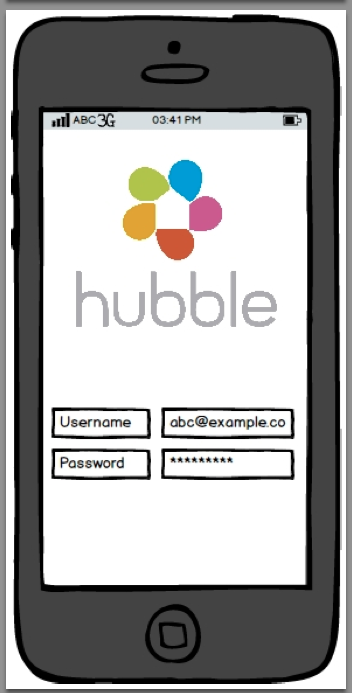 ABC 3G 03:41 PM
hubble
Username abc@example.co
Password *********